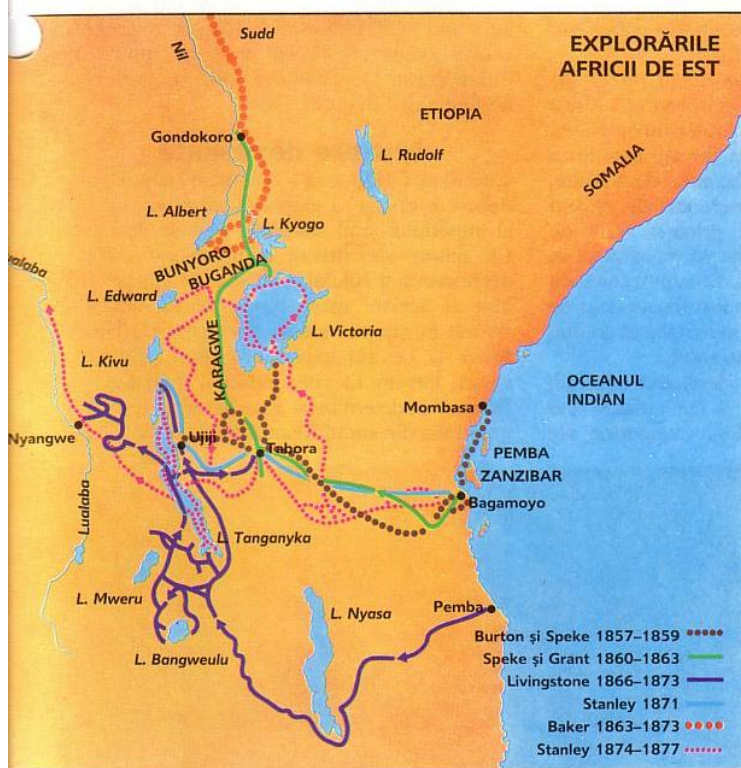 EXPLORĂRILE
AFRICII DE EST
Sudd
Nil
ETIOPIA
Gondokoro
L. Rudolf
SOMALIA
L. Albert
L. Kyogo
BUNYORO
BUGANDA
ualaba
L. Edward
L. Victoria
L. Kivu
KARAGWE
OCEANUL
INDIAN
Mombasa
Nyangwe
Ujiji
Tabora
PEMBA
ZANZIBAR
Bagamoyo
Lualaba
L. Tanganyka
L. Mweru
L. Nyasa
Pemba
L. Bangweulu
Burton și Speke 1857–1859
Speke și Grant 1860–1863
Livingstone 1866–1873
Stanley 1871
Baker 1863–1873
Stanley 1874–1877